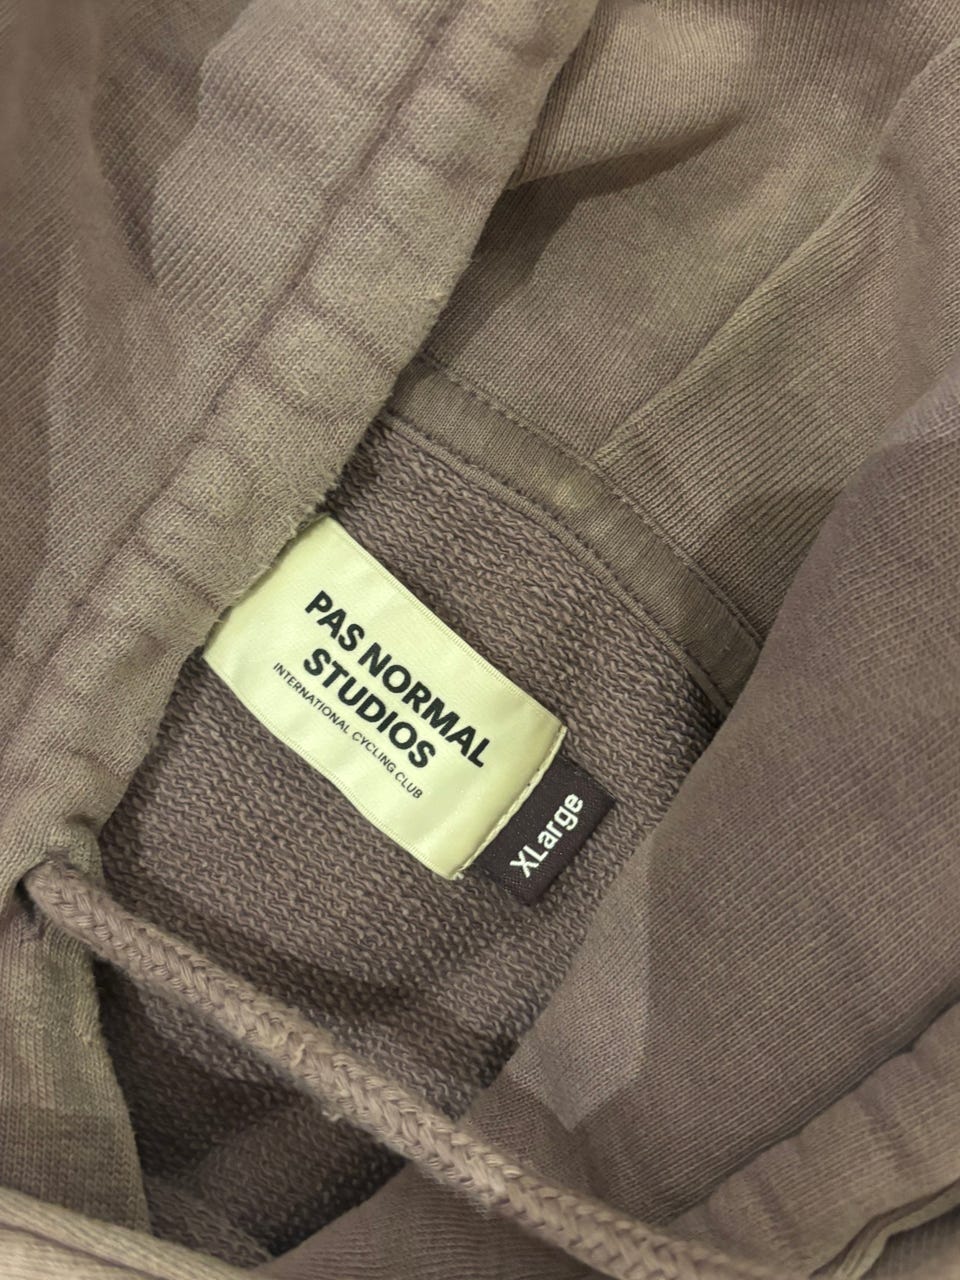 PAS NORMAL
STUDIOS
INTERNATIONAL CYCLING CLUB
XLarge